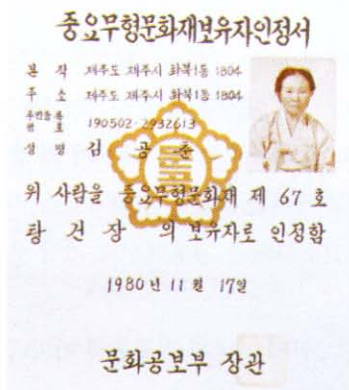 중요무형문화재보유자인정서
본 적 제주도 제주시 화북1동 1804
주 소 제주도 제주시 화북1동 1804
주민등록번호 190502-2932613
성 명 김 공 춘
위 사람을 중요무형문화재 제 67 호
탕 건 장 의 보유자로 인정함
1980년 11월 17일
문화공보부 장관